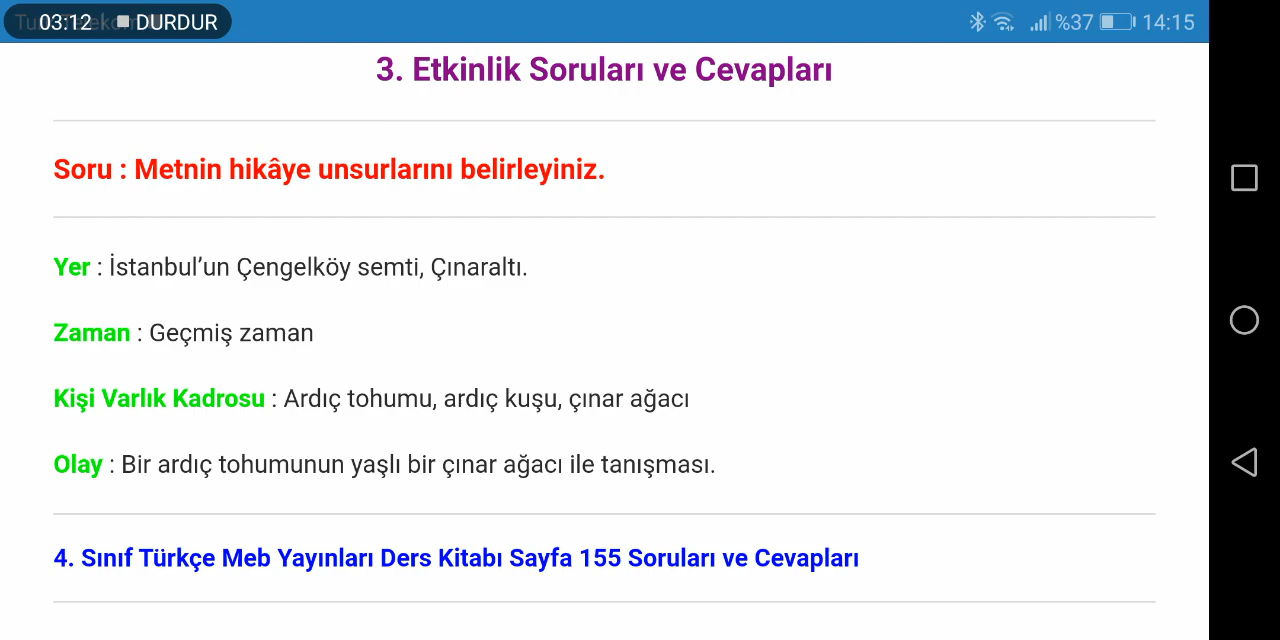 03:12 DURDUR %37 14:15
3. Etkinlik Soruları ve Cevapları
Soru : Metnin hikâye unsurlarını belirleyiniz.
Yer : İstanbul’un Çengelköy semti, Çınaraltı.
Zaman : Geçmiş zaman
Kişi Varlık Kadrosu : Ardıç tohumu, ardıç kuşu, çınar ağacı
Olay : Bir ardıç tohumunun yaşlı bir çınar ağacı ile tanışması.
4. Sınıf Türkçe Meb Yayınları Ders Kitabı Sayfa 155 Soruları ve Cevapları